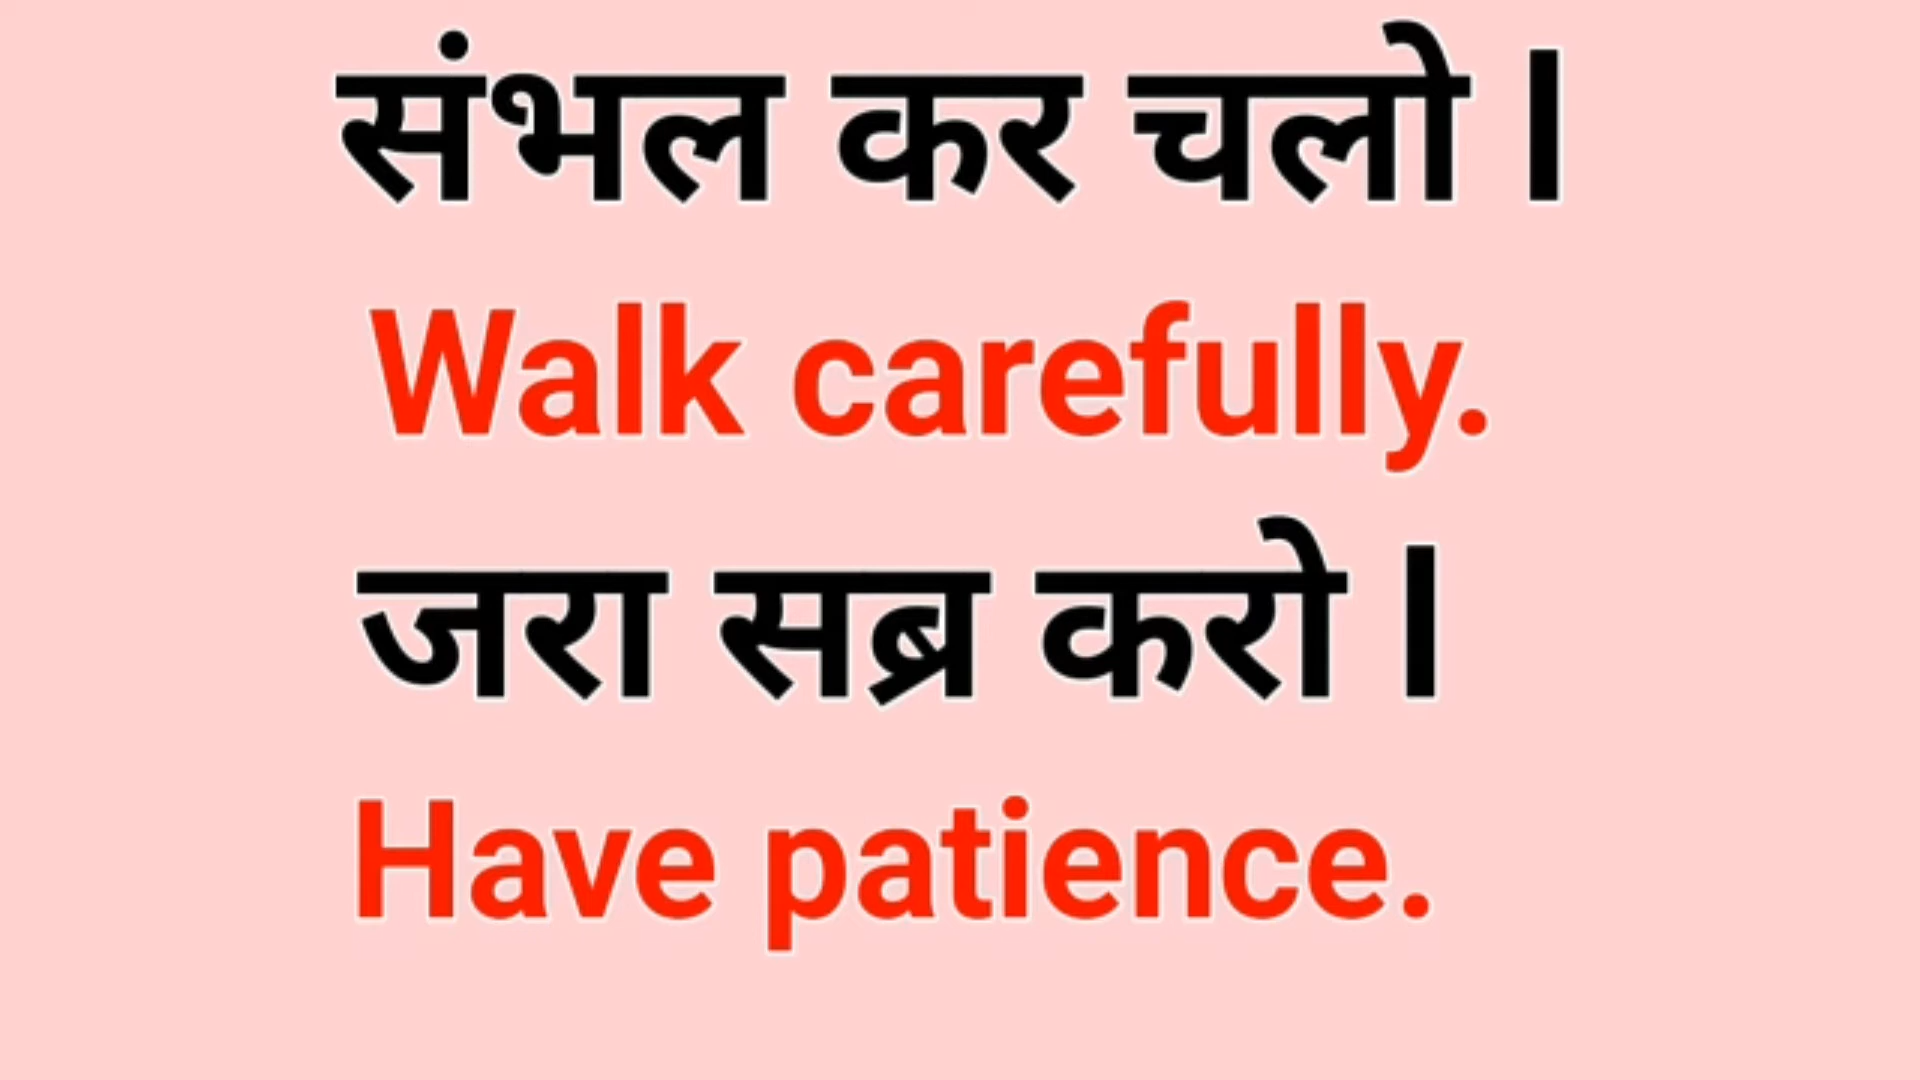 संभल कर चलो ।
Walk carefully.
जरा सब्र करो ।
Have patience.